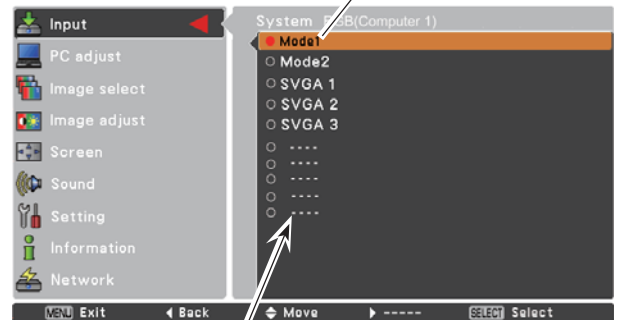 Input
PC adjust
Image select
Image adjust
Screen
Sound
Setting
Information
Network
System RGB(Computer 1)
Mode1
Mode2
SVGA 1
SVGA 2
SVGA 3
----
----
----
----
----
MENU Exit Back Move ----- SELECT Select